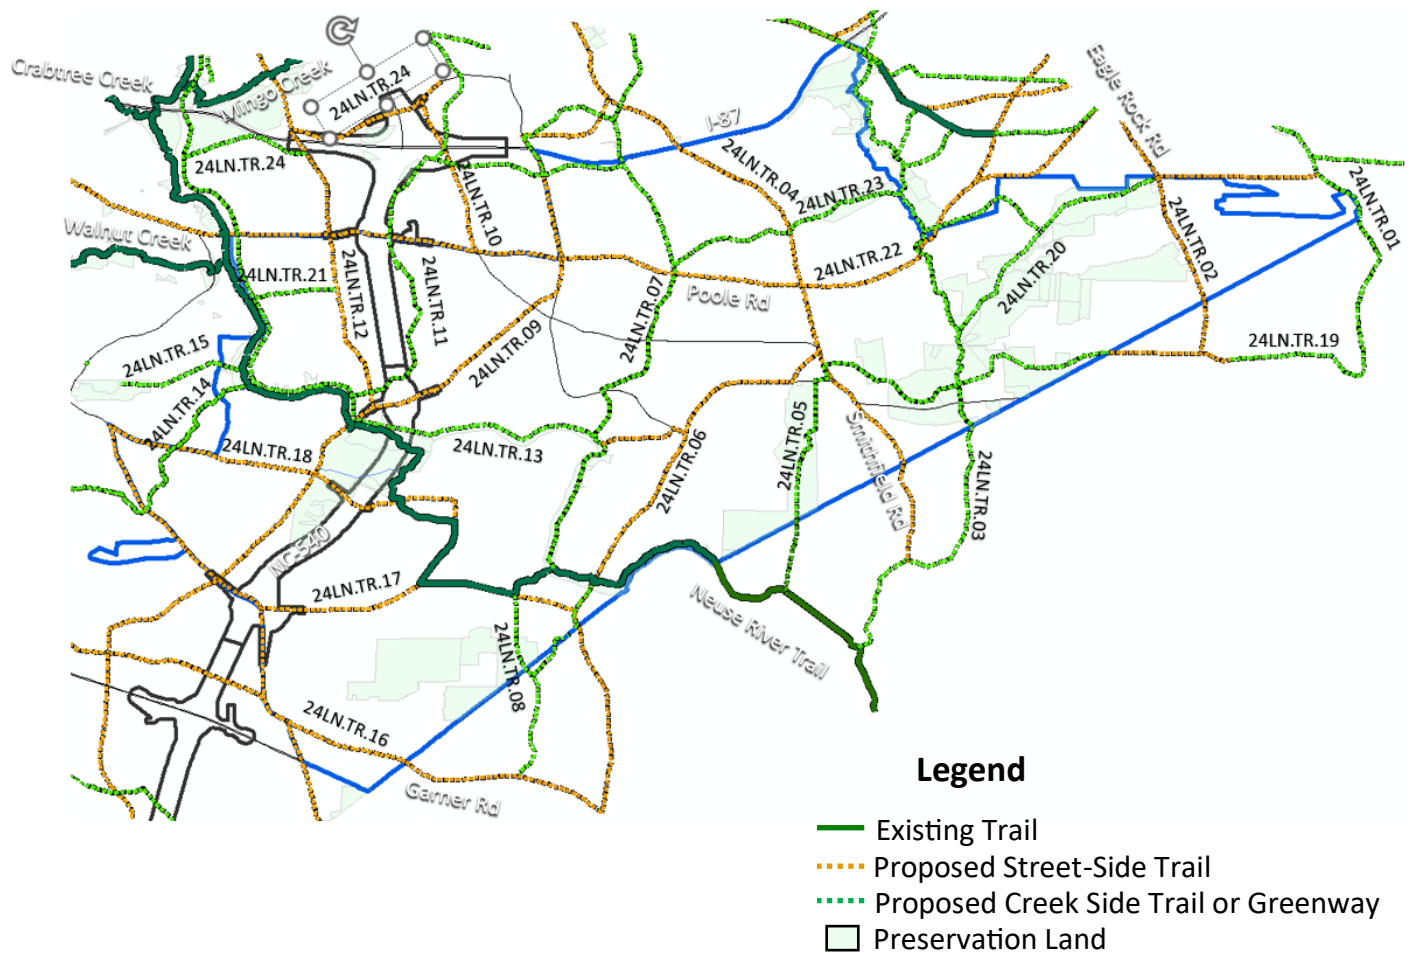 Crabtree Creek
Mingo Creek
24LN.TR.24
I-87
Eagle Rock Rd
24LN.TR.24
24LN.TR.10
24LN.TR.04
24LN.TR.23
24LN.TR.01
Walnut Creek
24LN.TR.02
24LN.TR.21
24LN.TR.12
24LN.TR.11
24LN.TR.22
24LN.TR.20
24LN.TR.07
Poole Rd
24LN.TR.09
24LN.TR.15
24LN.TR.19
24LN.TR.14
24LN.TR.18
24LN.TR.13
24LN.TR.06
24LN.TR.05
Smithfield Rd
24LN.TR.03
NC-540
24LN.TR.17
Neuse River Trail
24LN.TR.08
24LN.TR.16
Garner Rd
Legend
Existing Trail
Proposed Street-Side Trail
Proposed Creek Side Trail or Greenway
Preservation Land